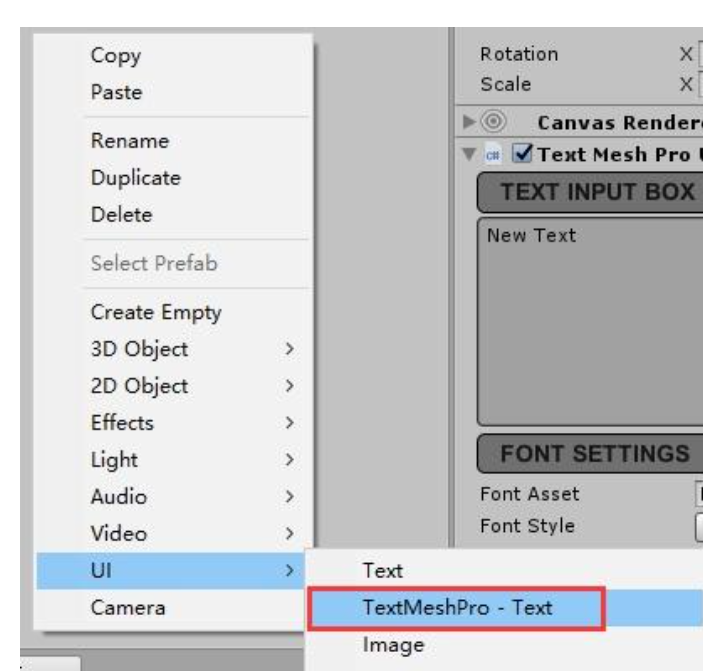 Copy
Paste
Rename
Duplicate
Delete
Select Prefab
Create Empty
3D Object
2D Object
Effects
Light
Audio
Video
UI
Camera
Text
TextMeshPro - Text
Image
Rotation X
Scale X
Canvas Render
Text Mesh Pro
TEXT INPUT BOX
New Text
FONT SETTINGS
Font Asset
Font Style